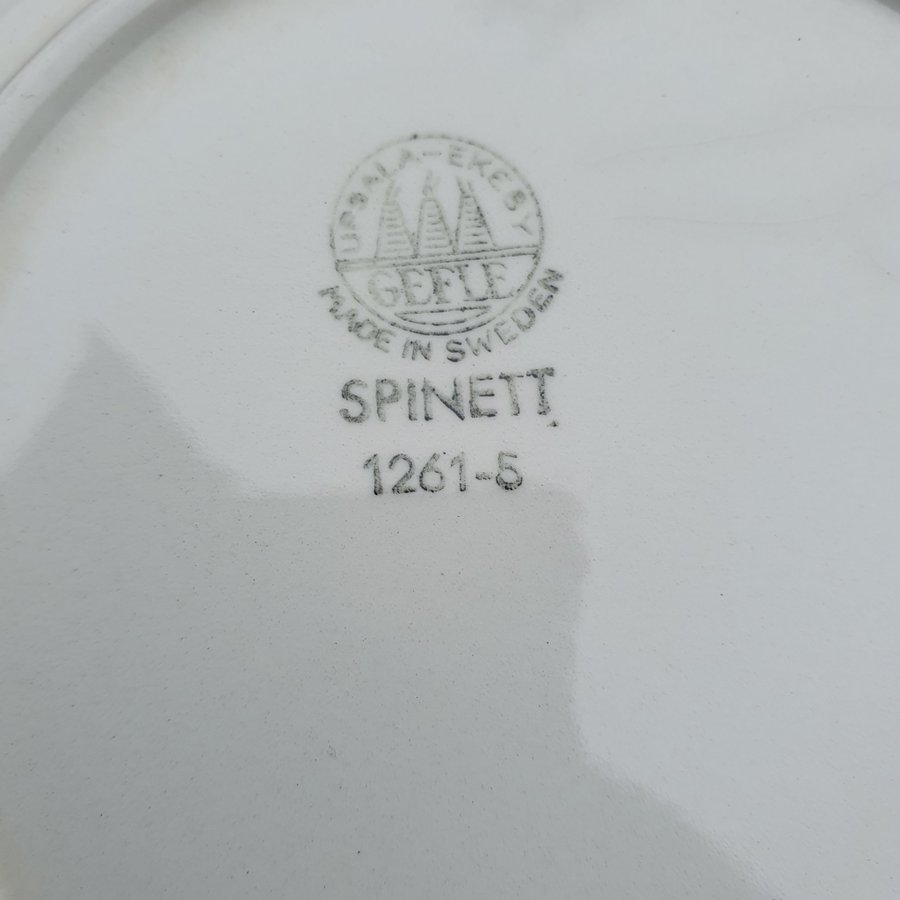 UPSALA-EKEBY
GEFLE
MADE IN SWEDEN
SPINETT
1261-5